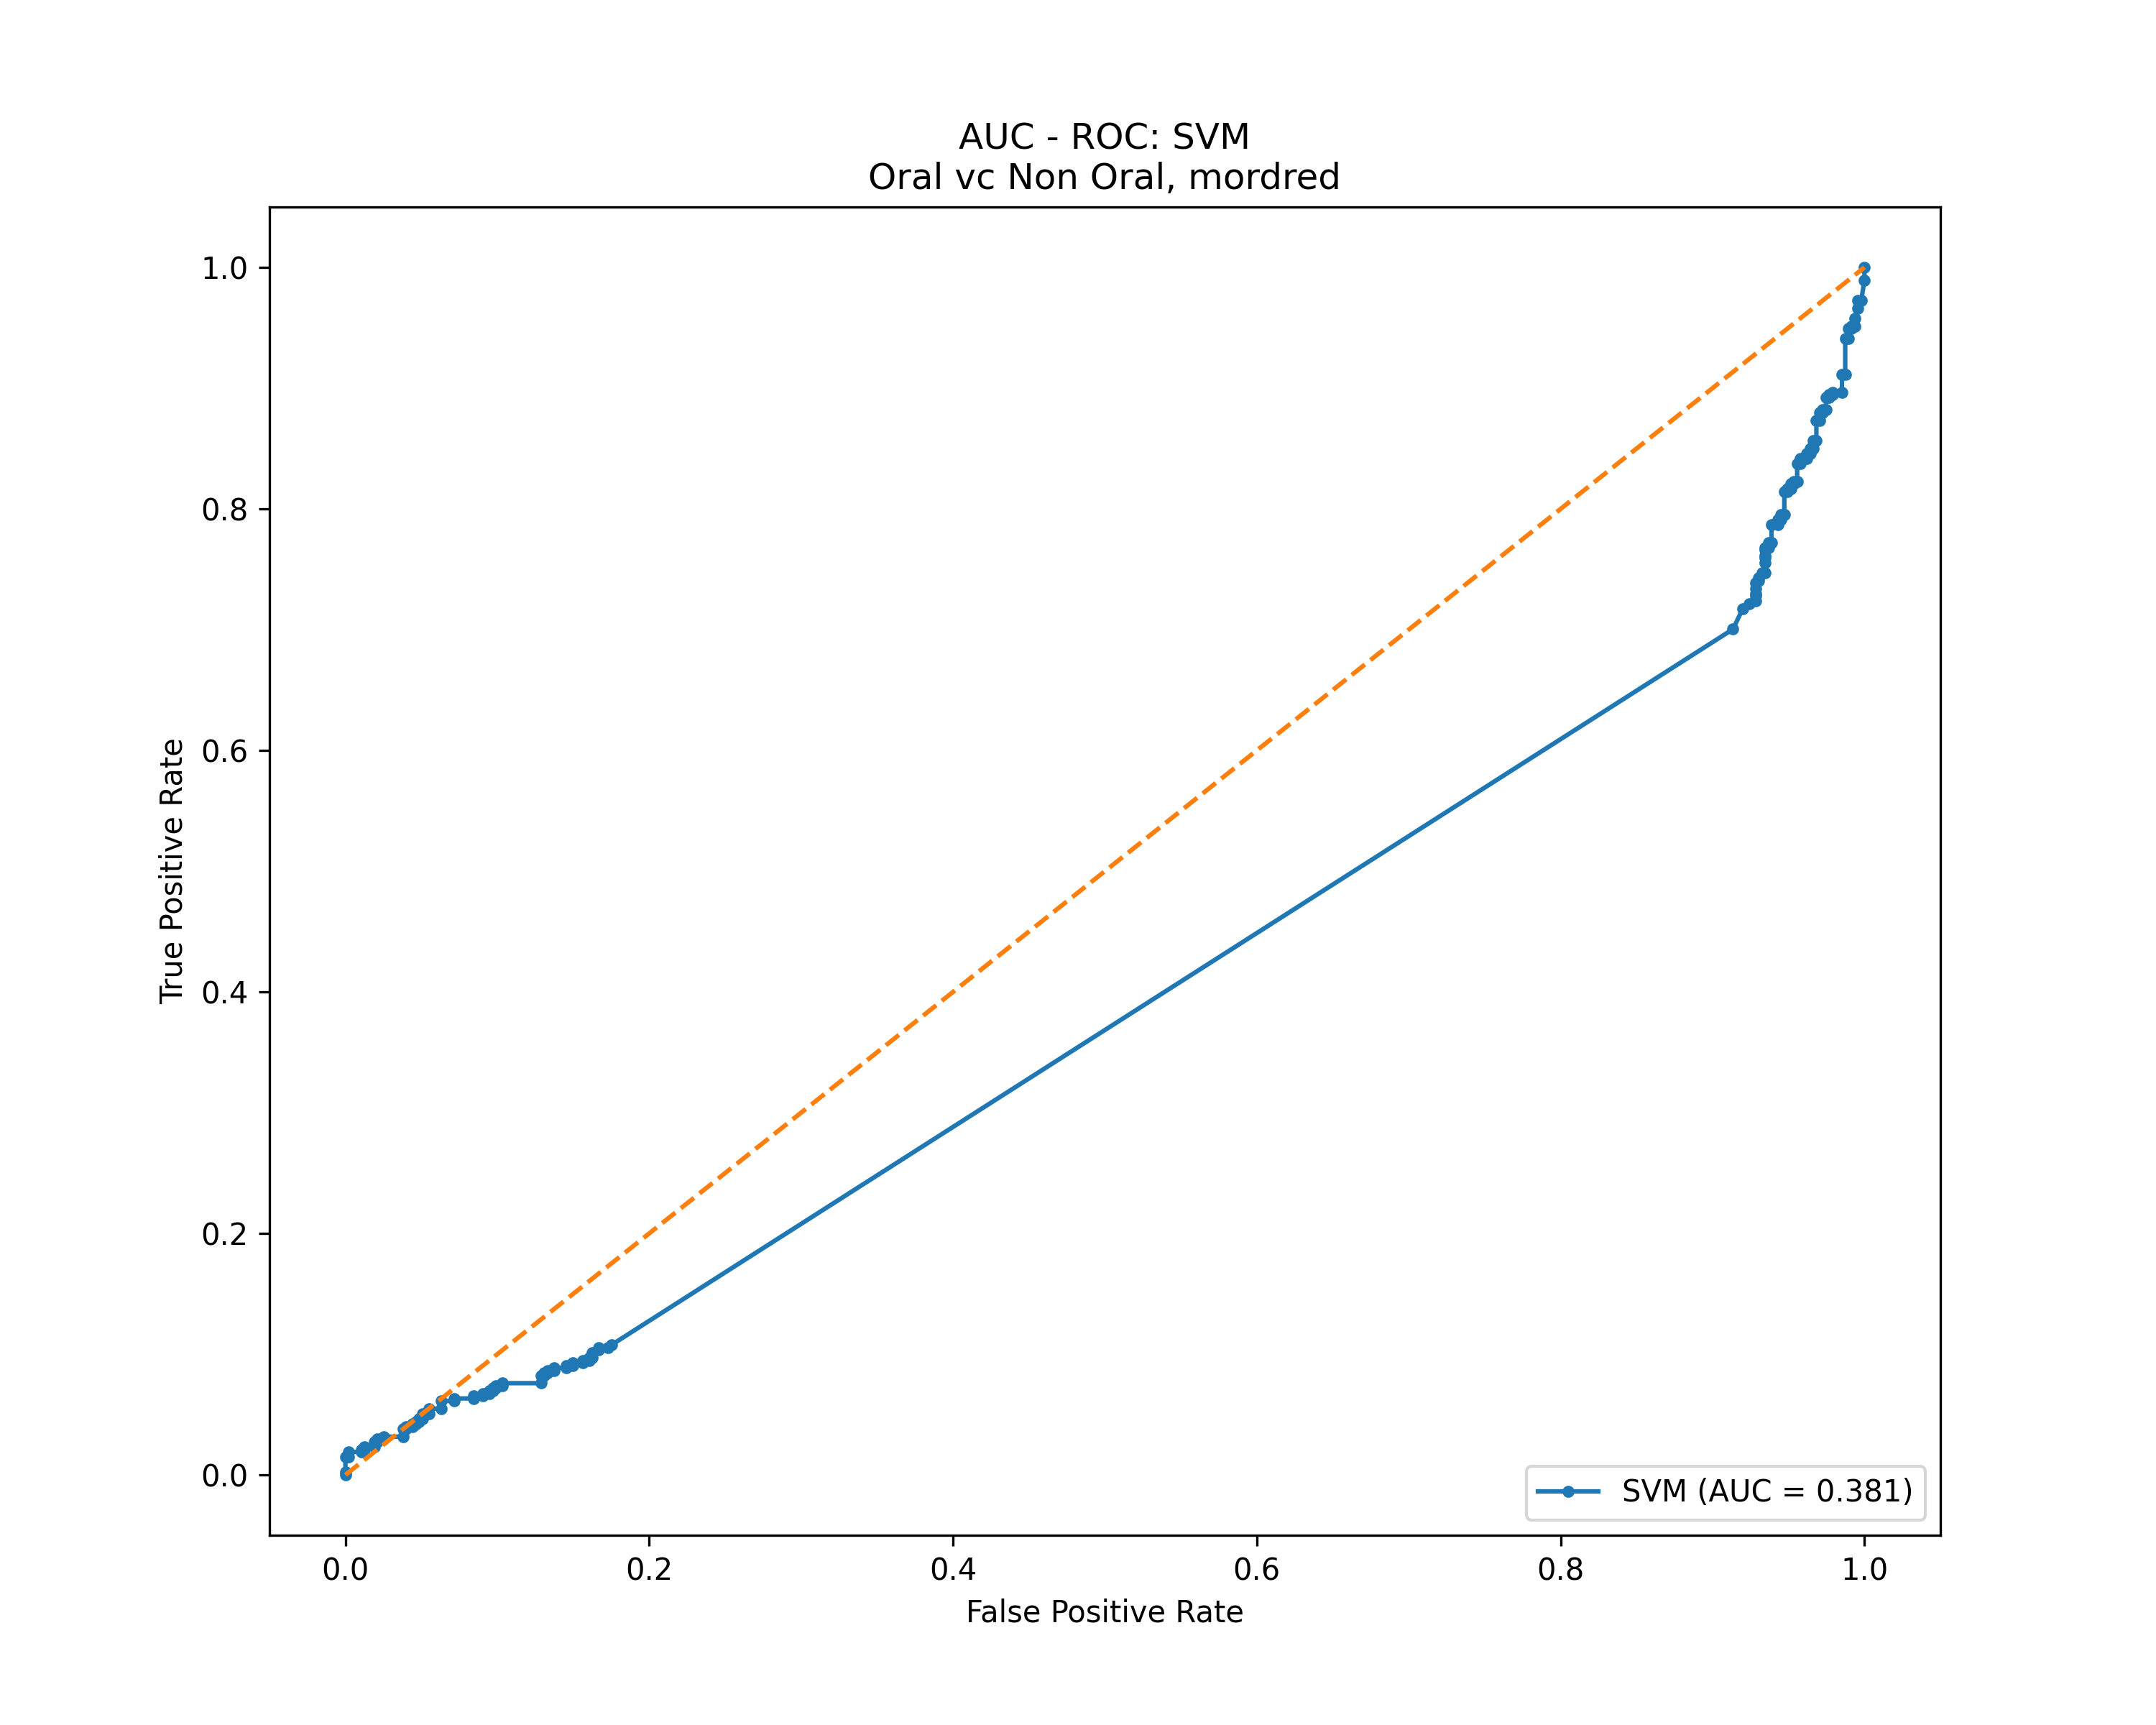 AUC - ROC: SVM
Oral vc Non Oral, mordred
True Positive Rate
1.0
0.8
0.6
0.4
0.2
0.0
0.0 0.2 0.4 0.6 0.8 1.0
False Positive Rate
SVM (AUC = 0.381)